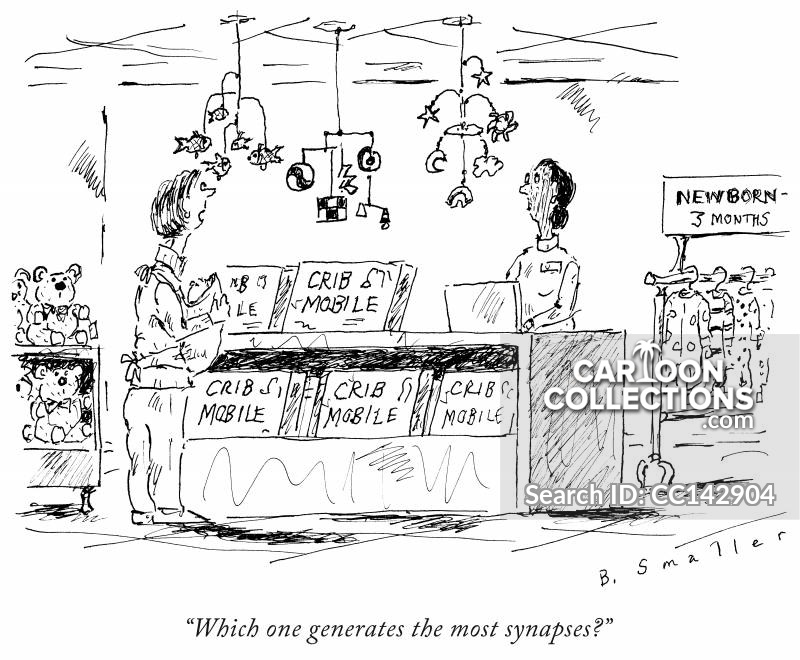 NEWBORN-
3 MONTHS
CRIB
MOBILE
CRIB
MOBILE
CRIB
MOBILE
CRIB
MOBILE
CARTOON
COLLECTIONS
.com
Search ID: CC142904
B. Smaller
“Which one generates the most synapses?”